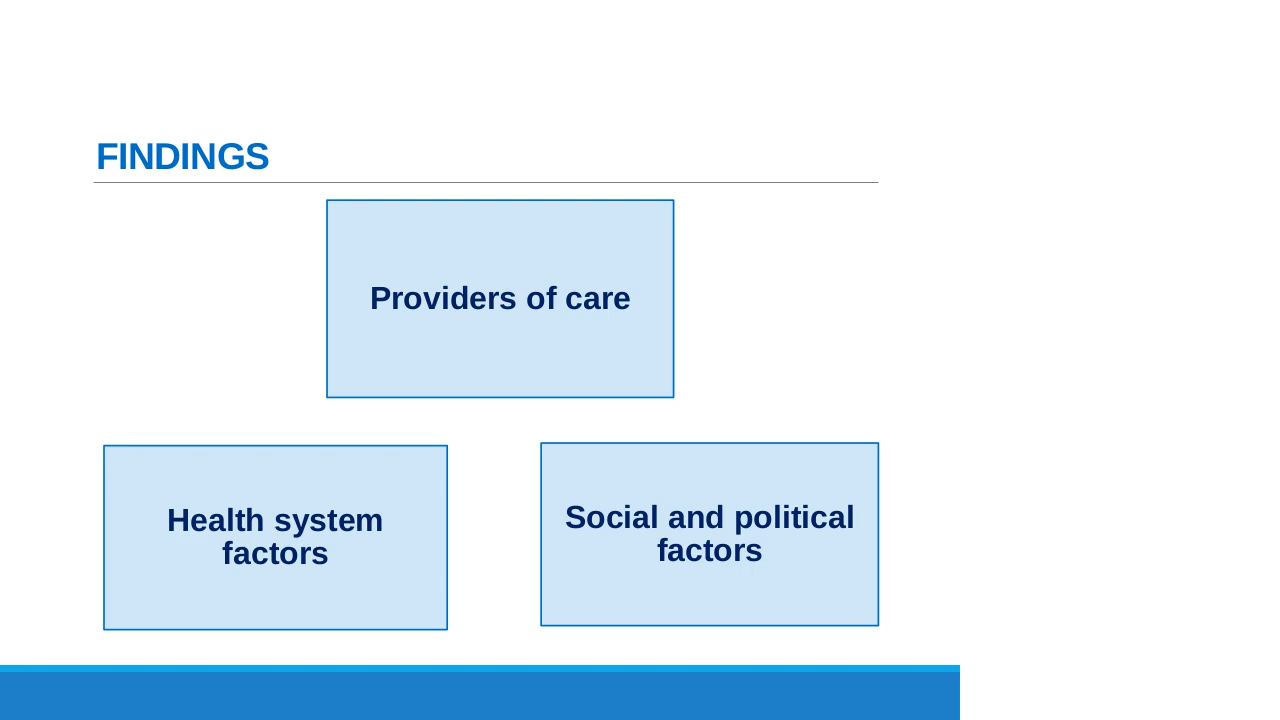 FINDINGS
Providers of care
Health system
factors
Social and political
factors